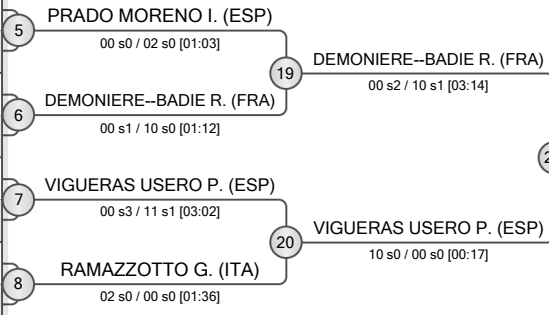 PRADO MORENO I. (ESP)
5
00 s0 / 02 s0 [01:03]
19
DEMONIERE--BADIE R. (FRA)
00 s2 / 10 s1 [03:14]
DEMONIERE--BADIE R. (FRA)
6
00 s1 / 10 s0 [01:12]
VIGUERAS USERO P. (ESP)
7
00 s3 / 11 s1 [03:02]
20
VIGUERAS USERO P. (ESP)
10 s0 / 00 s0 [00:17]
RAMAZZOTTO G. (ITA)
8
02 s0 / 00 s0 [01:36]